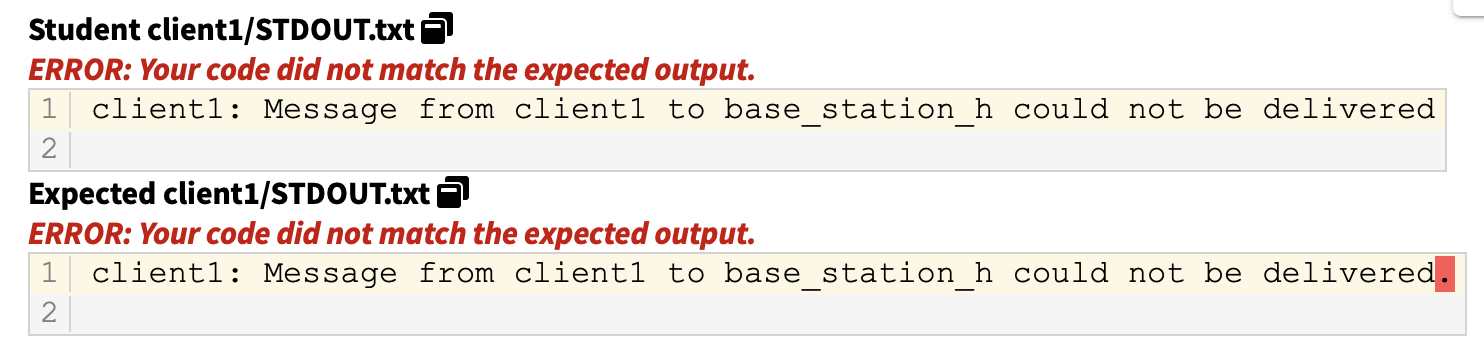 Student client1/STDOUT.txt
ERROR: Your code did not match the expected output.
1 client1: Message from client1 to base_station_h could not be delivered
2
Expected client1/STDOUT.txt
ERROR: Your code did not match the expected output.
1 client1: Message from client1 to base_station_h could not be delivered.
2